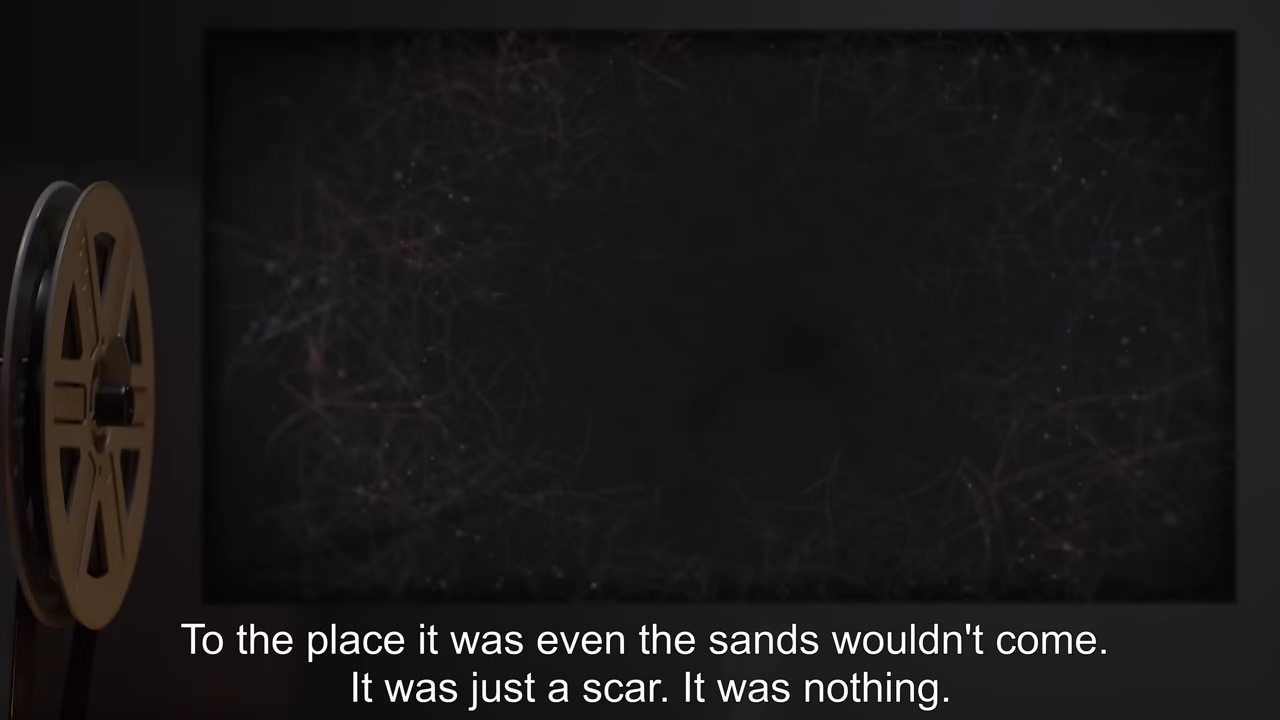 To the place it was even the sands wouldn't come.
It was just a scar. It was nothing.